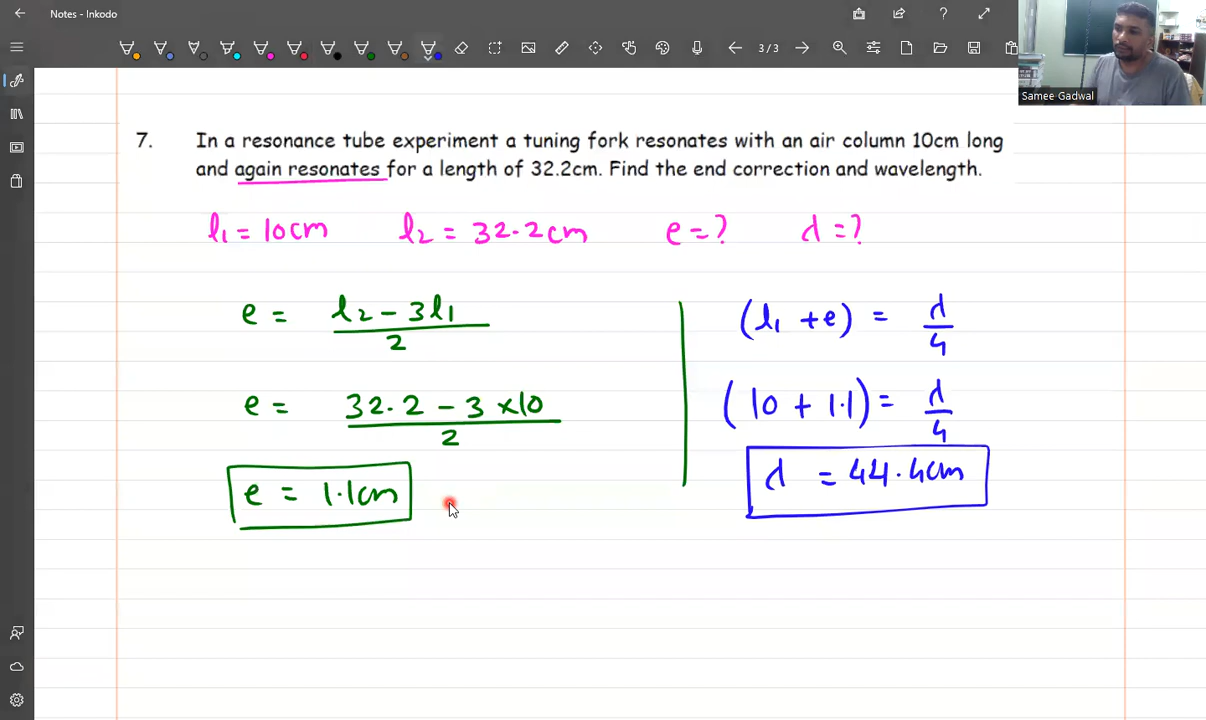 Notes - Inkodo
3/3
Samee Gadwal
7. In a resonance tube experiment a tuning fork resonates with an air column 10cm long
and again resonates for a length of 32.2cm. Find the end correction and wavelength.
l₁ = 10cm l₂ = 32.2cm e = ? λ = ?
e = (l₂ - 3l₁)/2
e = (32.2 - 3×10)/2
e = 1.1cm
(l₁ + e) = λ/4
(10 + 1.1) = λ/4
λ = 44.4cm